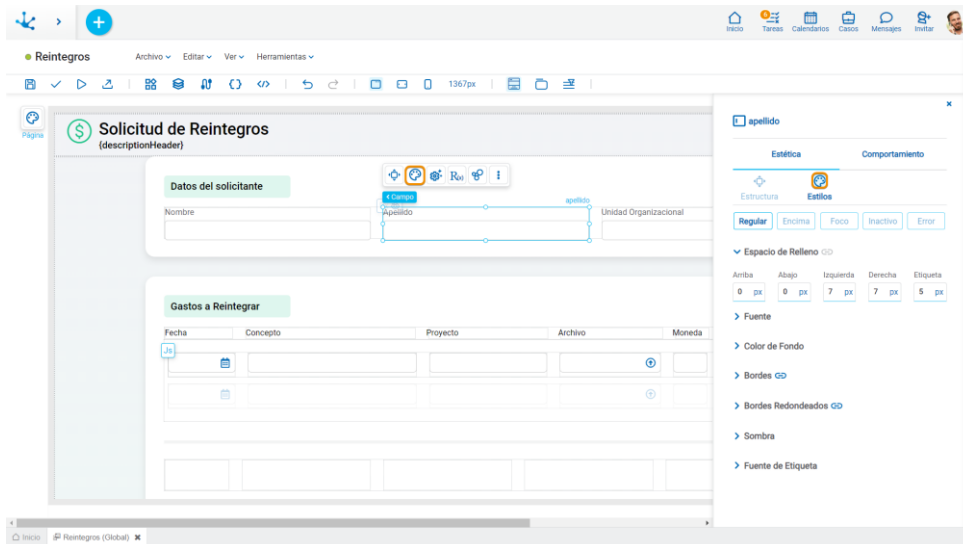 Inicio
6
Tareas
Calendarios
Casos
Mensajes
Invitar
Reintegros
Archivo
Editar
Ver
Herramientas
1367px
Página
Solicitud de Reintegros
{descriptionHeader}
Datos del solicitante
R(x)
Campo
apellido
Nombre
Apellido
Unidad Organizacional
Gastos a Reintegrar
Fecha
Concepto
Proyecto
Archivo
Moneda
Js
apellido
Estética
Comportamiento
Estructura
Estilos
Regular
Encima
Foco
Inactivo
Error
Espacio de Relleno
Arriba
Abajo
Izquierda
Derecha
Etiqueta
0 px
0 px
7 px
7 px
5 px
Fuente
Color de Fondo
Bordes
Bordes Redondeados
Sombra
Fuente de Etiqueta
Inicio
Reintegros (Global)